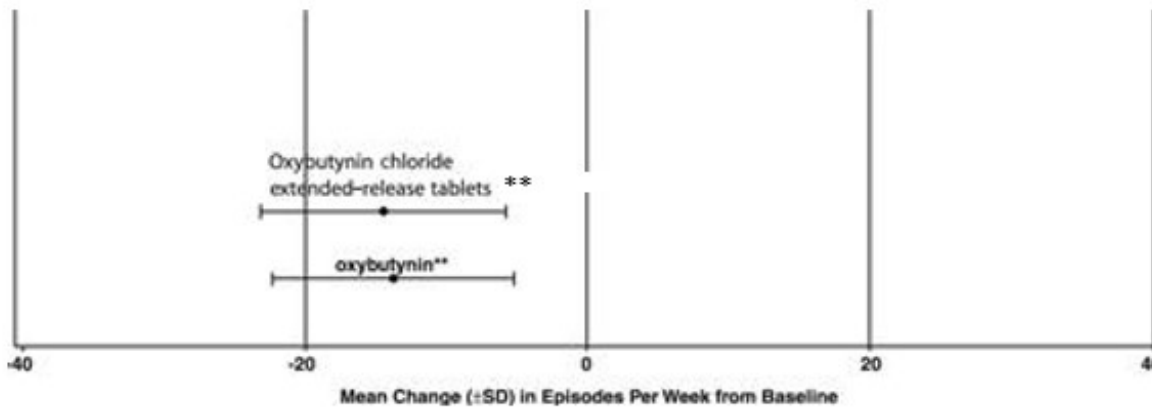 Oxybutynin chloride
extended-release tablets **
oxybutynin**
-40 -20 0 20 40
Mean Change (±SD) in Episodes Per Week from Baseline